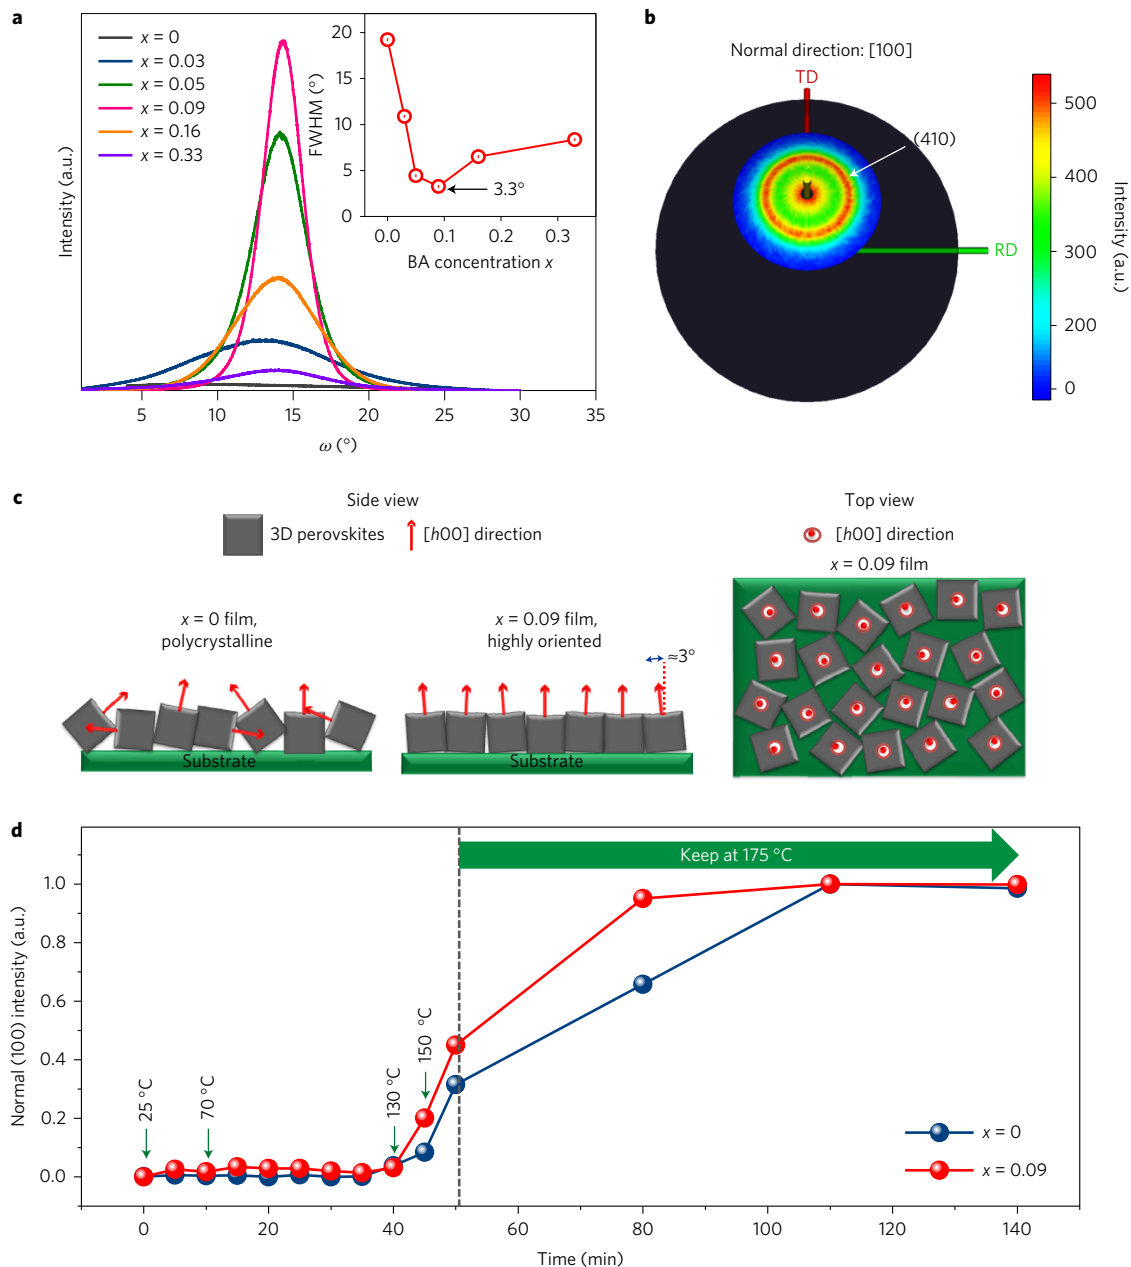 a
x = 0
x = 0.03
x = 0.05
x = 0.09
x = 0.16
x = 0.33
Intensity (a.u.)
5
10
15
20
25
30
35
ω (°)
FWHM (°)
20
15
10
5
0
3.3°
0.0
0.1
0.2
0.3
BA concentration x
b
Normal direction: [100]
TD
(410)
RD
500
400
300
200
0
Intensity (a.u.)
c
Side view
3D perovskites
[h00] direction
Top view
[h00] direction
x = 0.09 film
x = 0 film,
polycrystalline
x = 0.09 film,
highly oriented
≈3°
Substrate
Substrate
d
Keep at 175 °C
Normal (100) intensity (a.u.)
1.0
0.8
0.6
0.4
0.2
0.0
25 °C
70 °C
130 °C
150 °C
x = 0
x = 0.09
0
20
40
60
80
100
120
140
Time (min)